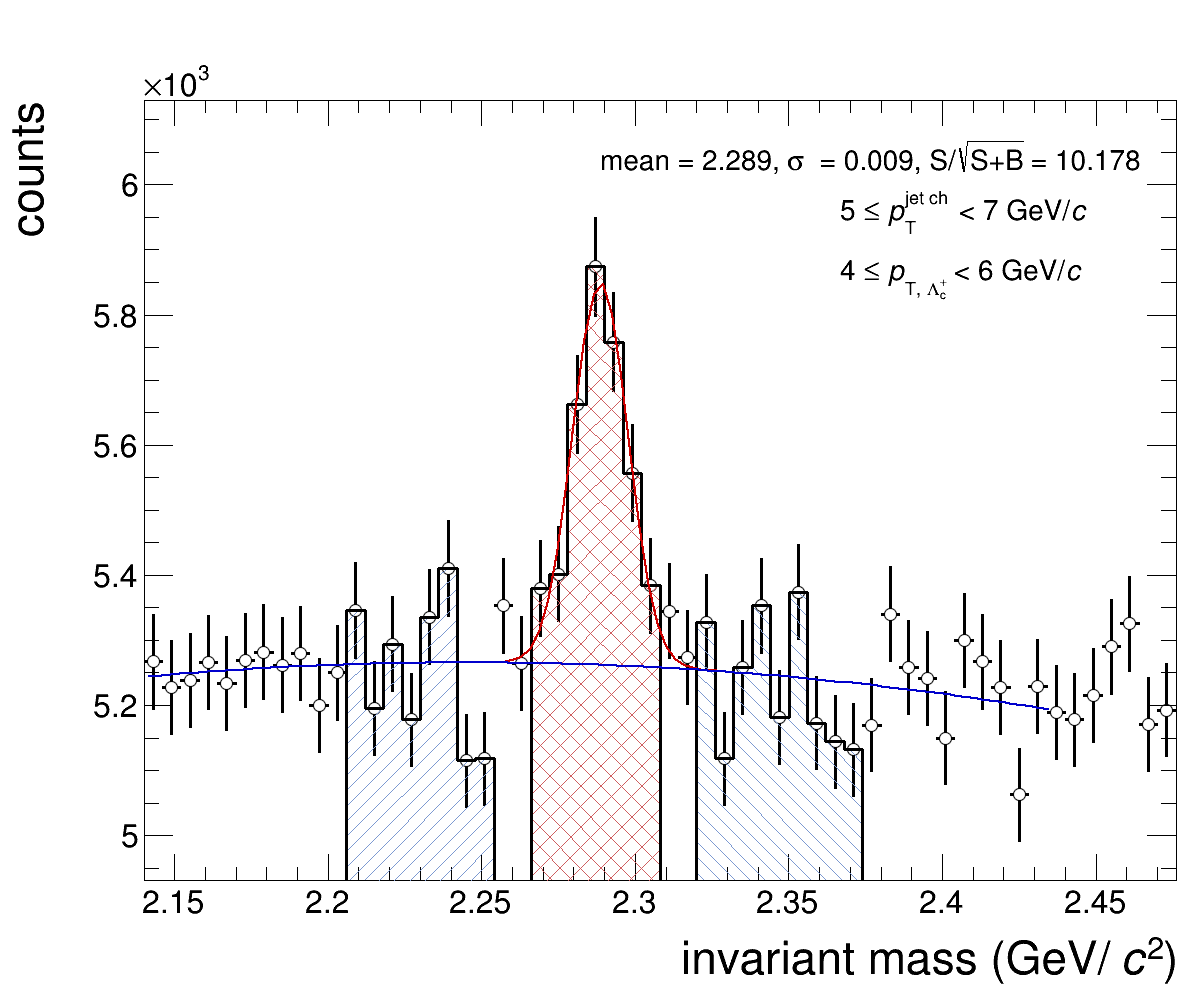 ×10³
counts
mean = 2.289, σ = 0.009, S/√S+B = 10.178
5 ≤ p_T^jet ch < 7 GeV/c
4 ≤ p_T, Λ_c^+ < 6 GeV/c
6
5.8
5.6
5.4
5.2
5
2.15 2.2 2.25 2.3 2.35 2.4 2.45
invariant mass (GeV/ c²)